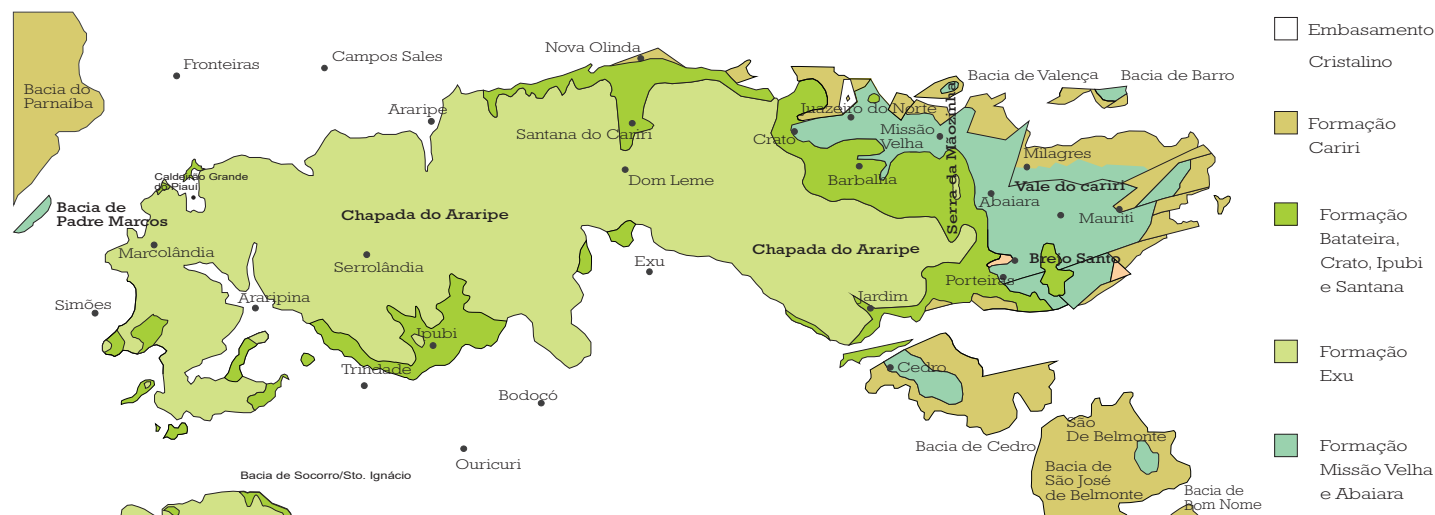 Bacia do
Parnaíba
Fronteiras
Campos Sales
Nova Olinda
Araripe
Santana do Cariri
Dom Leme
Caldeirão Grande
do Piauí
Bacia de
Padre Marcos
Marcolândia
Chapada do Araripe
Serrolândia
Simões
Araripina
Ipubi
Trindade
Bodocó
Ouricuri
Exu
Bacia de Socorro/Sto. Ignácio
Crato
Juazeiro do Norte
Missão
Velha
Barbalha
Serra da Mãozinha
Bacia de Valença
Bacia de Barro
Milagres
Vale do cariri
Abaiara
Mauriti
Chapada do Araripe
Brejo Santo
Porteiras
Jardim
Cedro
Bacia de Cedro
São
De Belmonte
Bacia de
São José
de Belmonte
Bacia de
Bom Nome
Embasamento
Cristalino
Formação
Cariri
Formação
Batateira,
Crato, Ipubi
e Santana
Formação
Exu
Formação
Missão Velha
e Abaiara